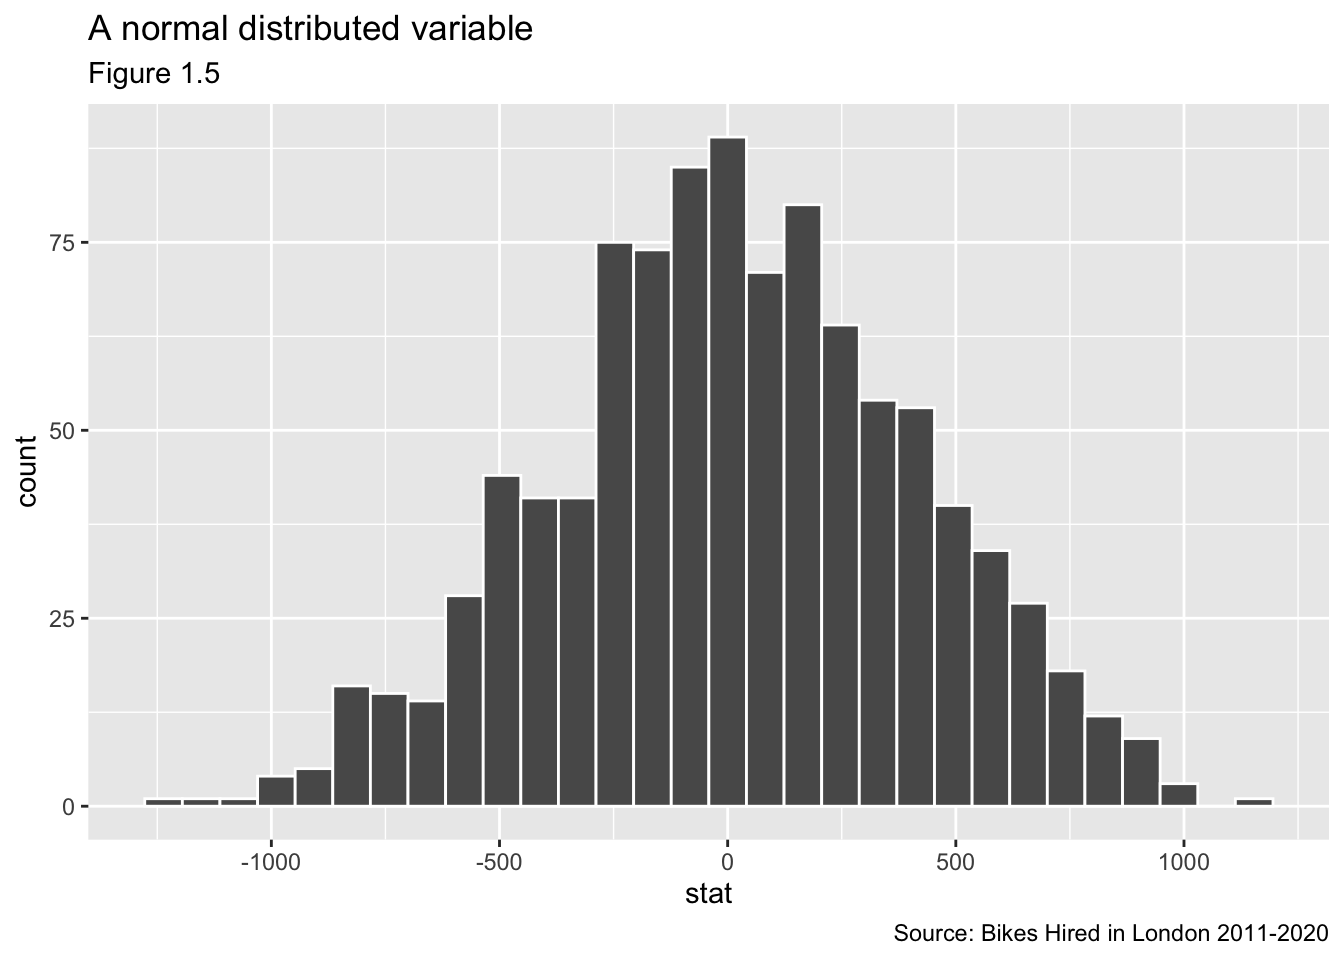 A normal distributed variable
Figure 1.5
75
50
25
0
count
-1000 -500 0 500 1000
stat
Source: Bikes Hired in London 2011-2020